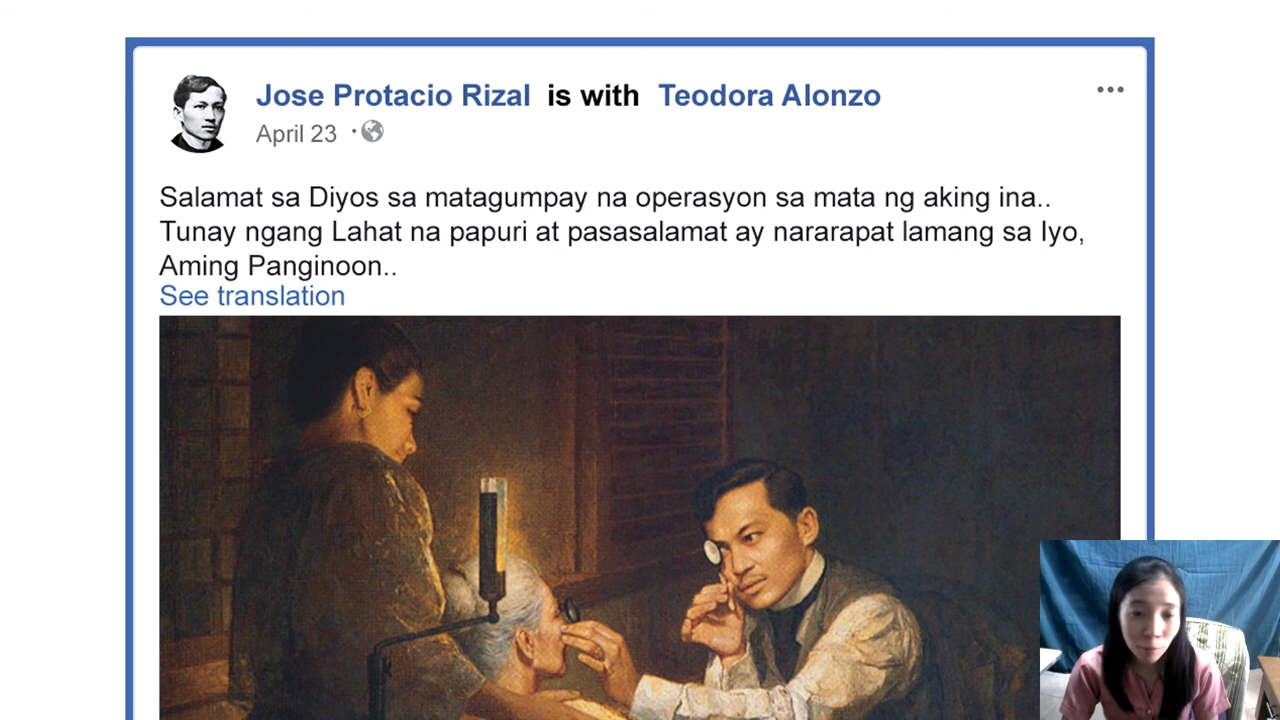 Jose Protacio Rizal is with Teodora Alonzo
April 23
Salamat sa Diyos sa matagumpay na operasyon sa mata ng aking ina..
Tunay ngang Lahat na papuri at pasasalamat ay nararapat lamang sa Iyo,
Aming Panginoon..
See translation